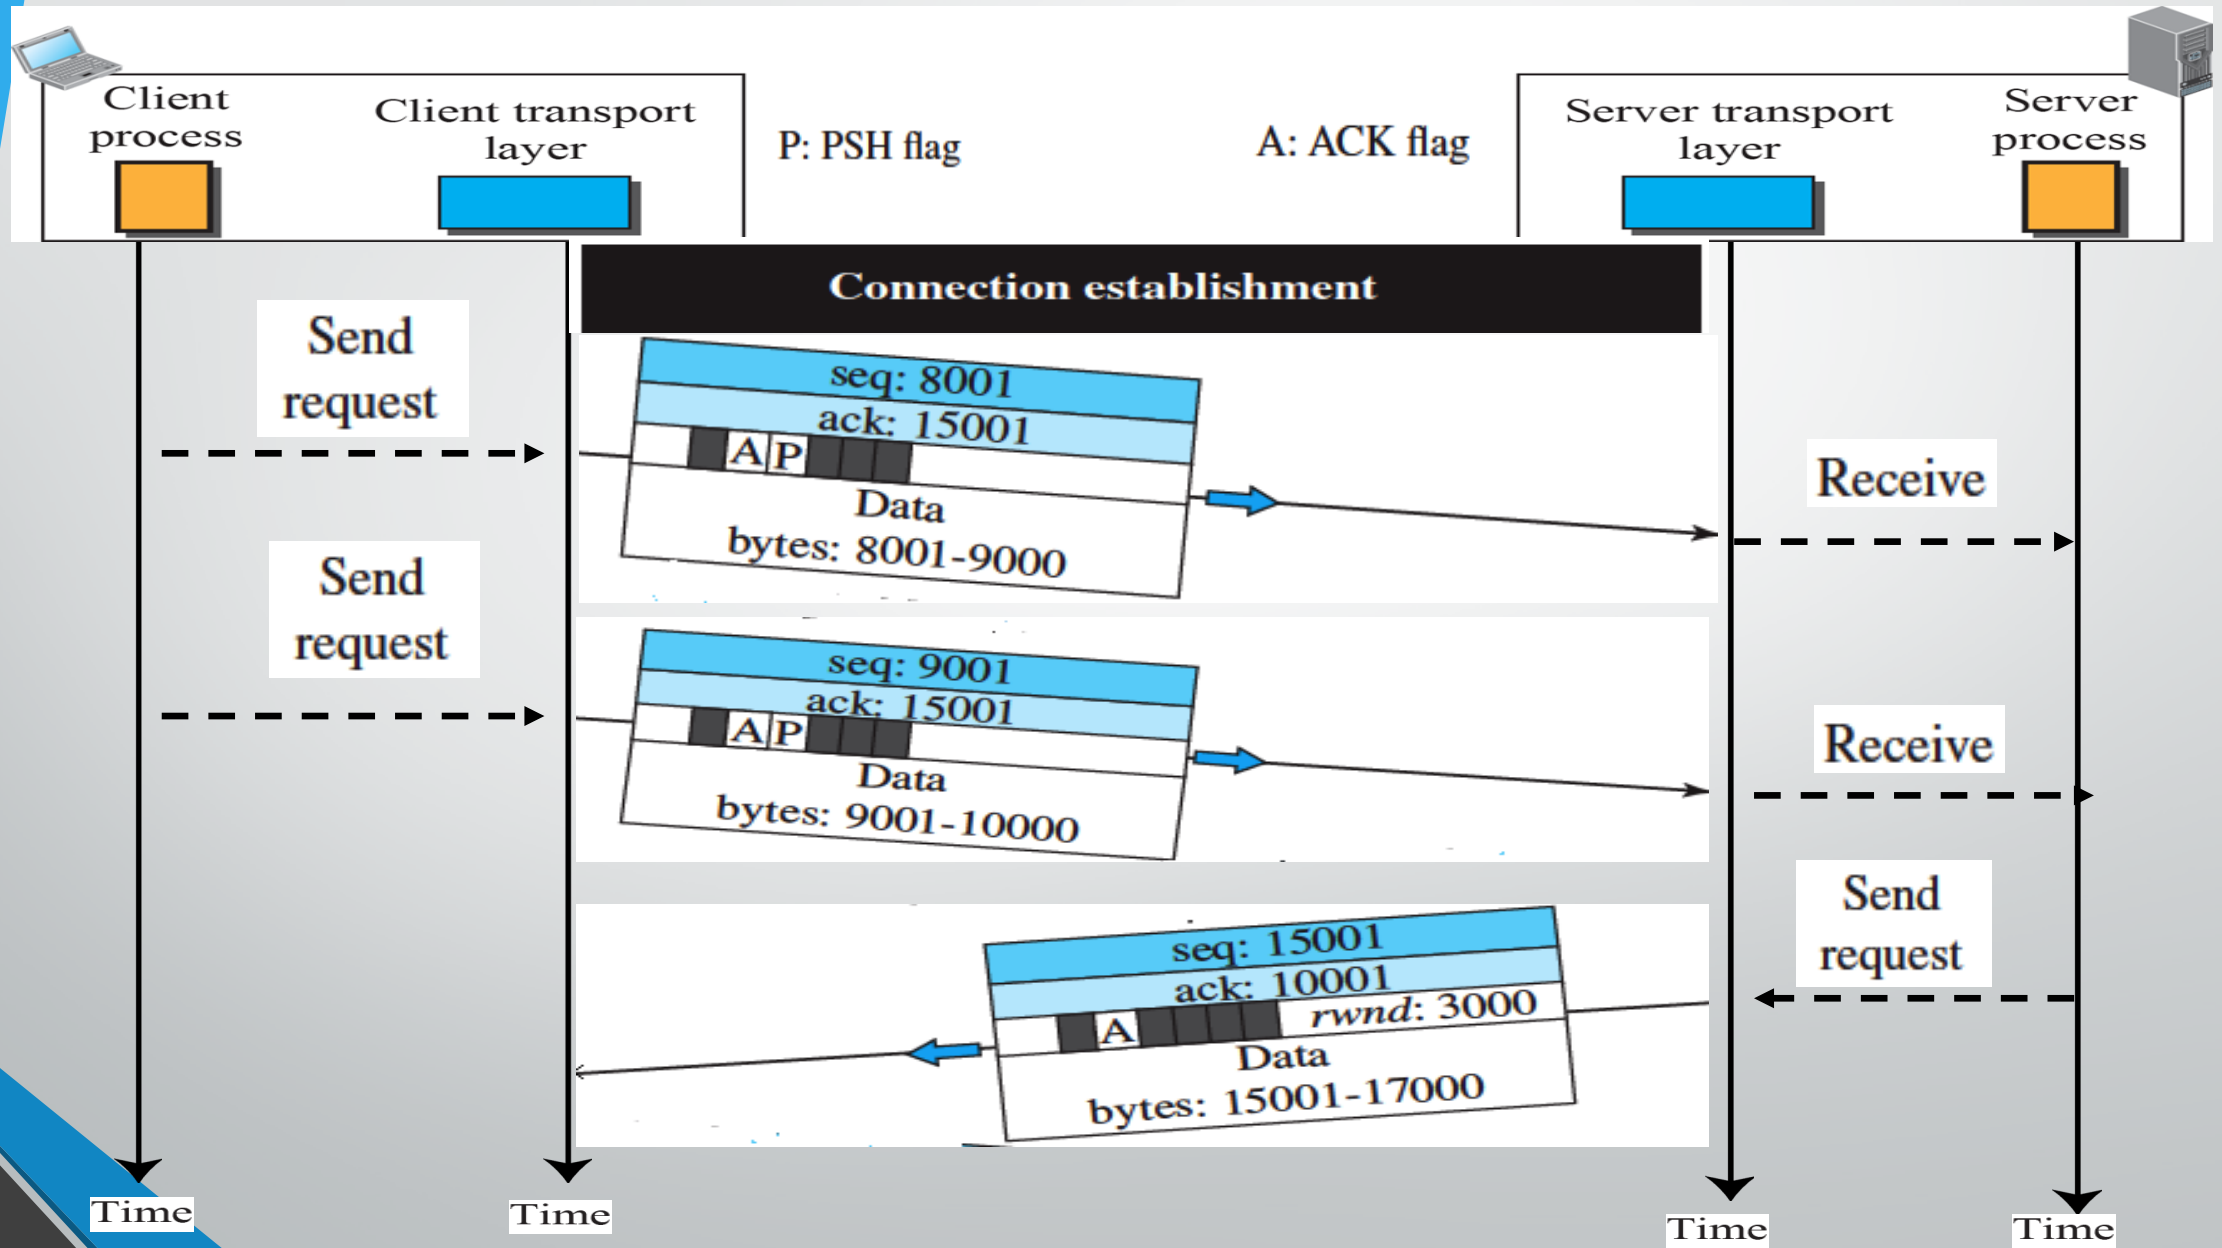 Client
process
Client transport
layer
P: PSH flag
A: ACK flag
Server transport
layer
Server
process
Connection establishment
Send
request
seq: 8001
ack: 15001
A P
Data
bytes: 8001-9000
Receive
Send
request
seq: 9001
ack: 15001
A P
Data
bytes: 9001-10000
Receive
Send
request
seq: 15001
ack: 10001
A rwnd: 3000
Data
bytes: 15001-17000
Time
Time
Time
Time